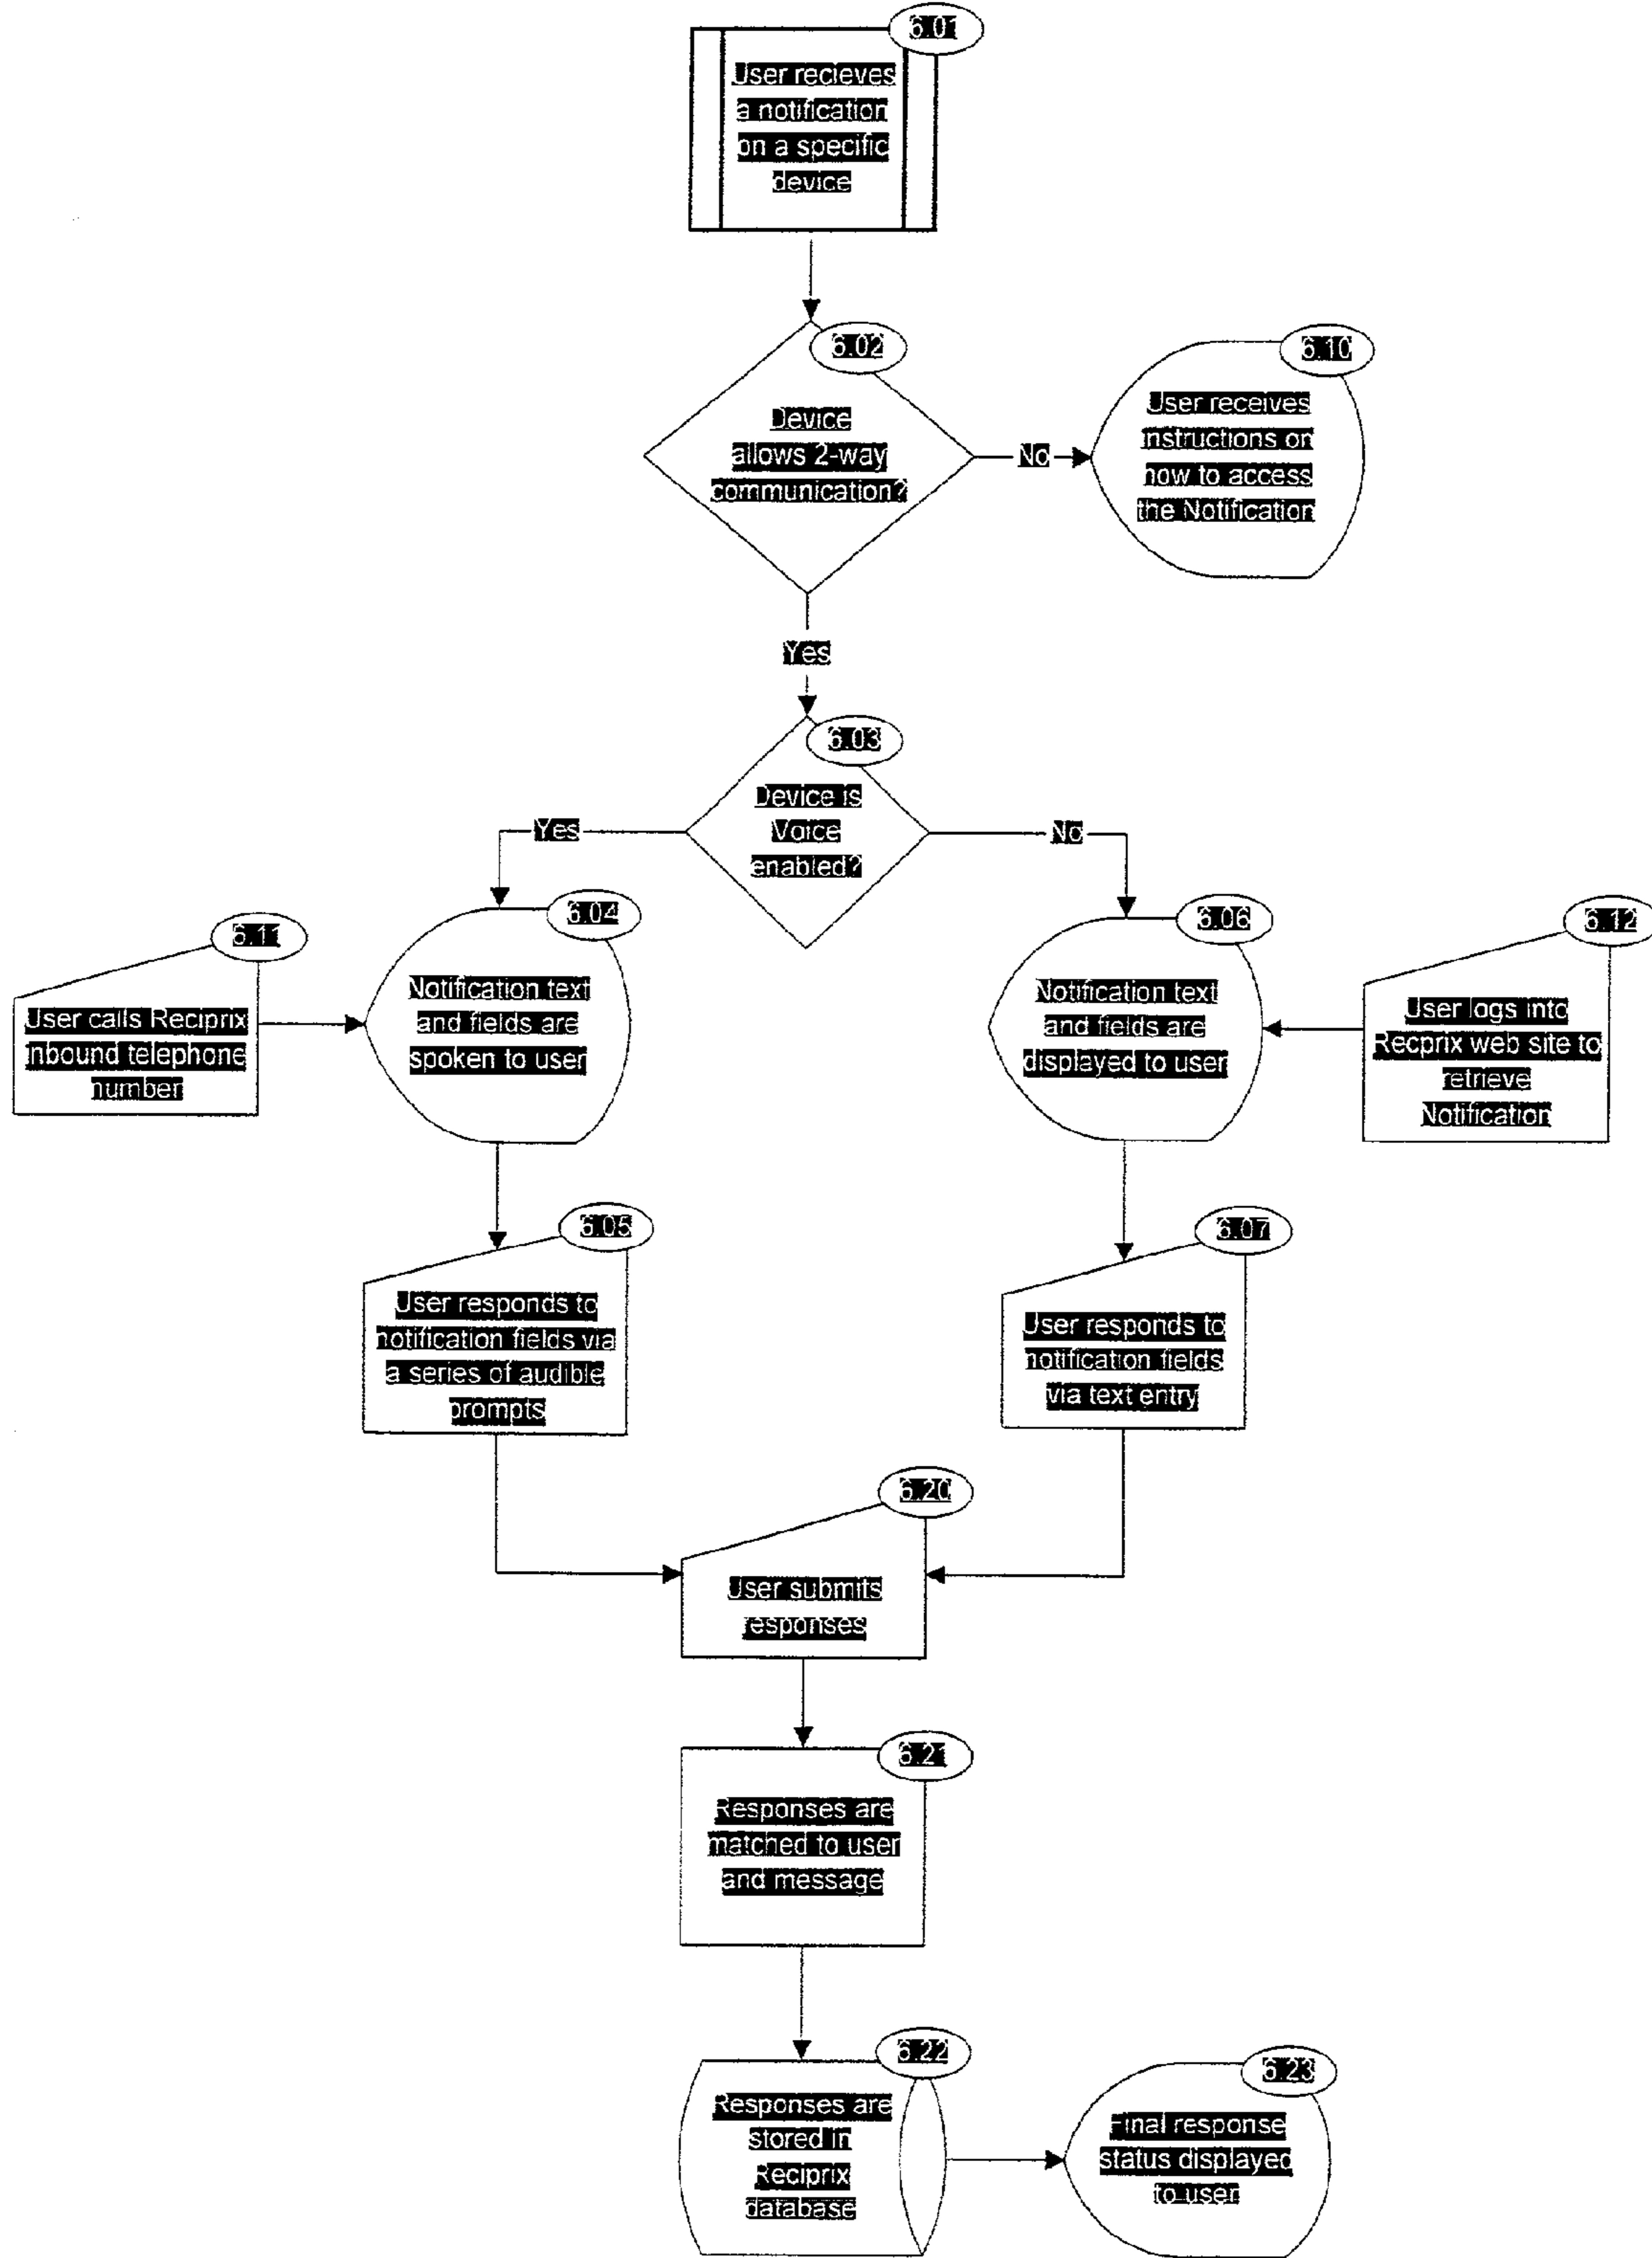 6.01
User recieves
a notification
on a specific
device
6.02
Device
allows 2-way
communication?
No
6.10
User receives
instructions on
how to access
the Notification
Yes
6.03
Device is
Voice
enabled?
Yes
No
6.11
User calls Reciprix
inbound telephone
number
6.04
Notification text
and fields are
spoken to user
6.06
Notification text
and fields are
displayed to user
6.12
User logs into
Recprix web site to
retrieve
Notification
6.05
User responds to
notification fields via
a series of audible
prompts
6.07
User responds to
notification fields
via text entry
6.20
User submits
responses
6.21
Responses are
matched to user
and message
6.22
Responses are
stored in
Reciprix
database
6.23
Final response
status displayed
to user